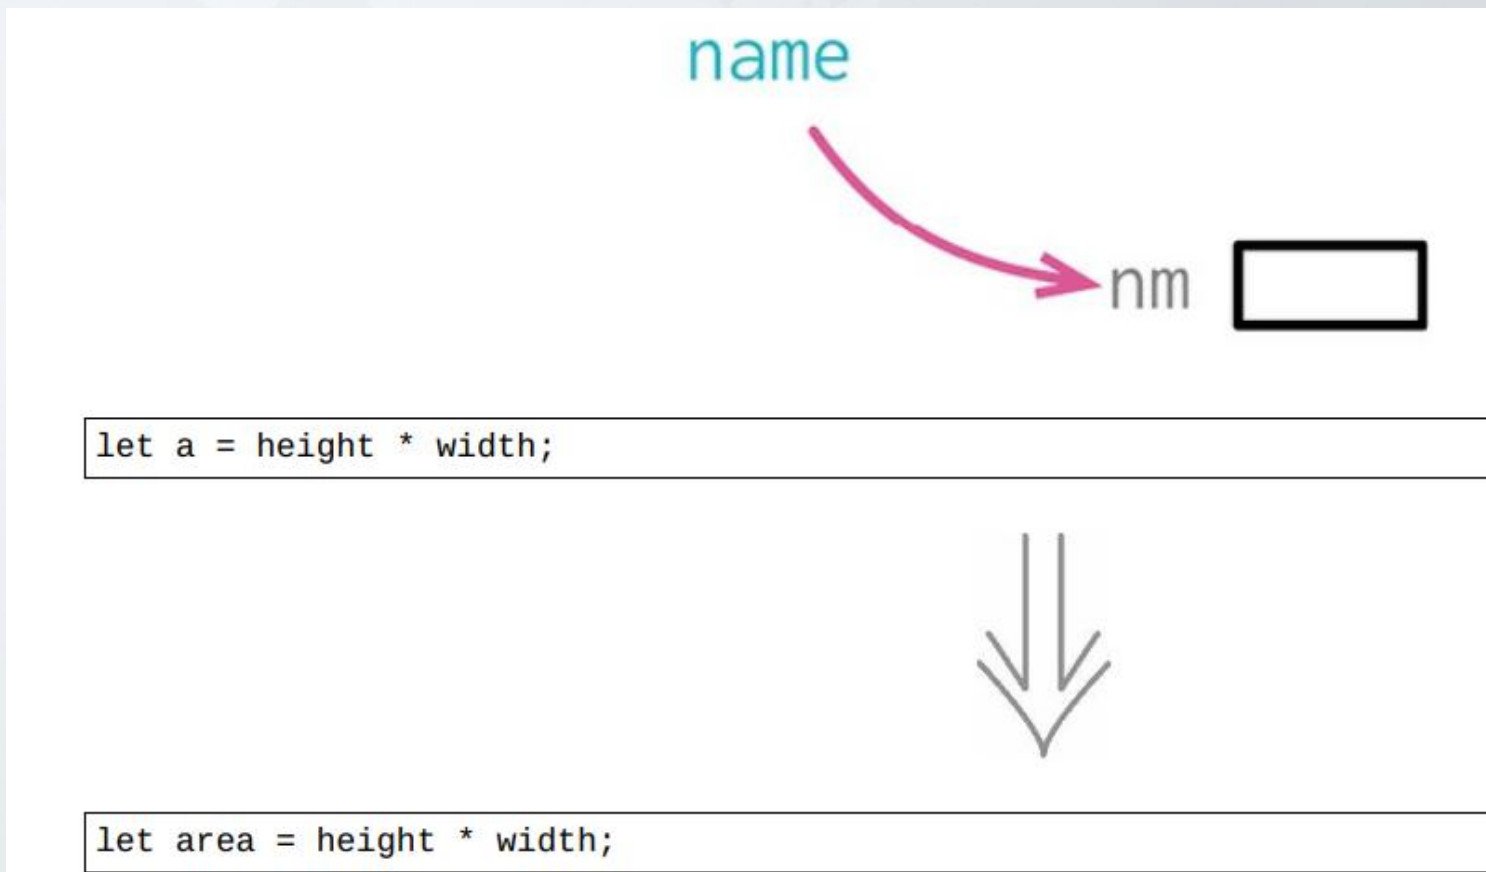 name
nm
let a = height * width;
let area = height * width;